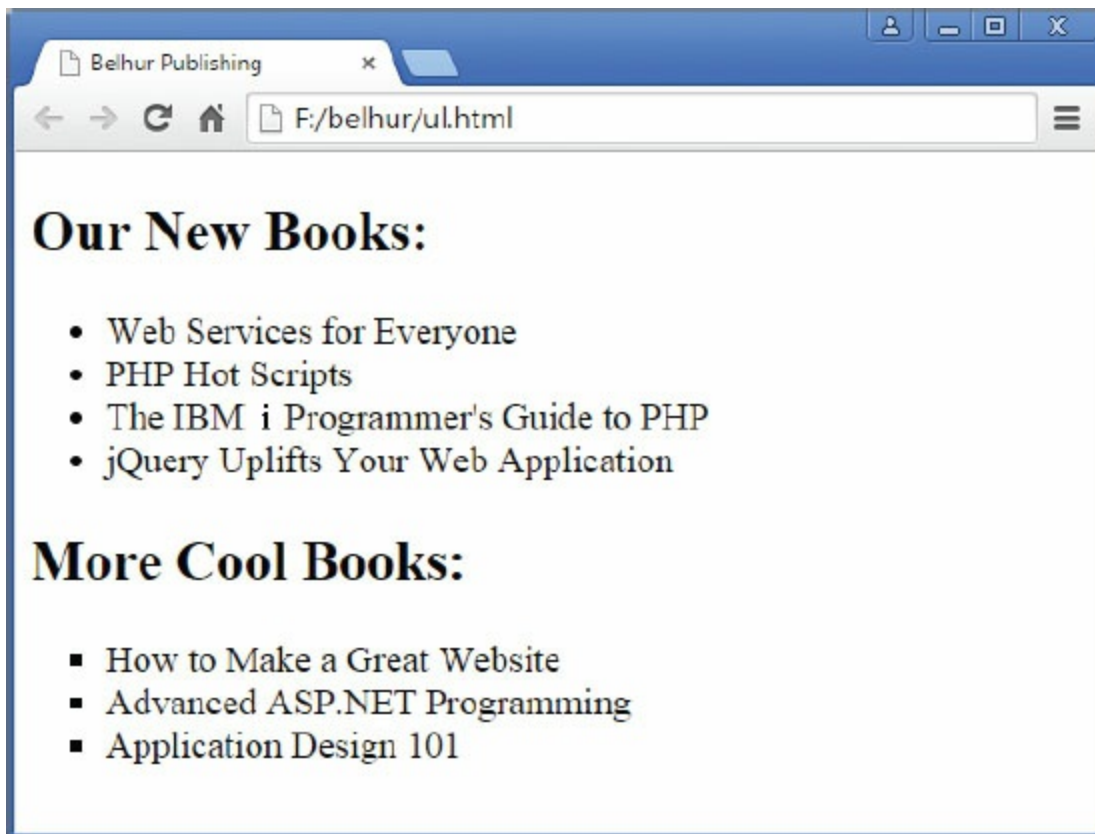 Belhur Publishing
F:/belhur/ul.html
Our New Books:
Web Services for Everyone
PHP Hot Scripts
The IBM i Programmer's Guide to PHP
jQuery Uplifts Your Web Application
More Cool Books:
How to Make a Great Website
Advanced ASP.NET Programming
Application Design 101